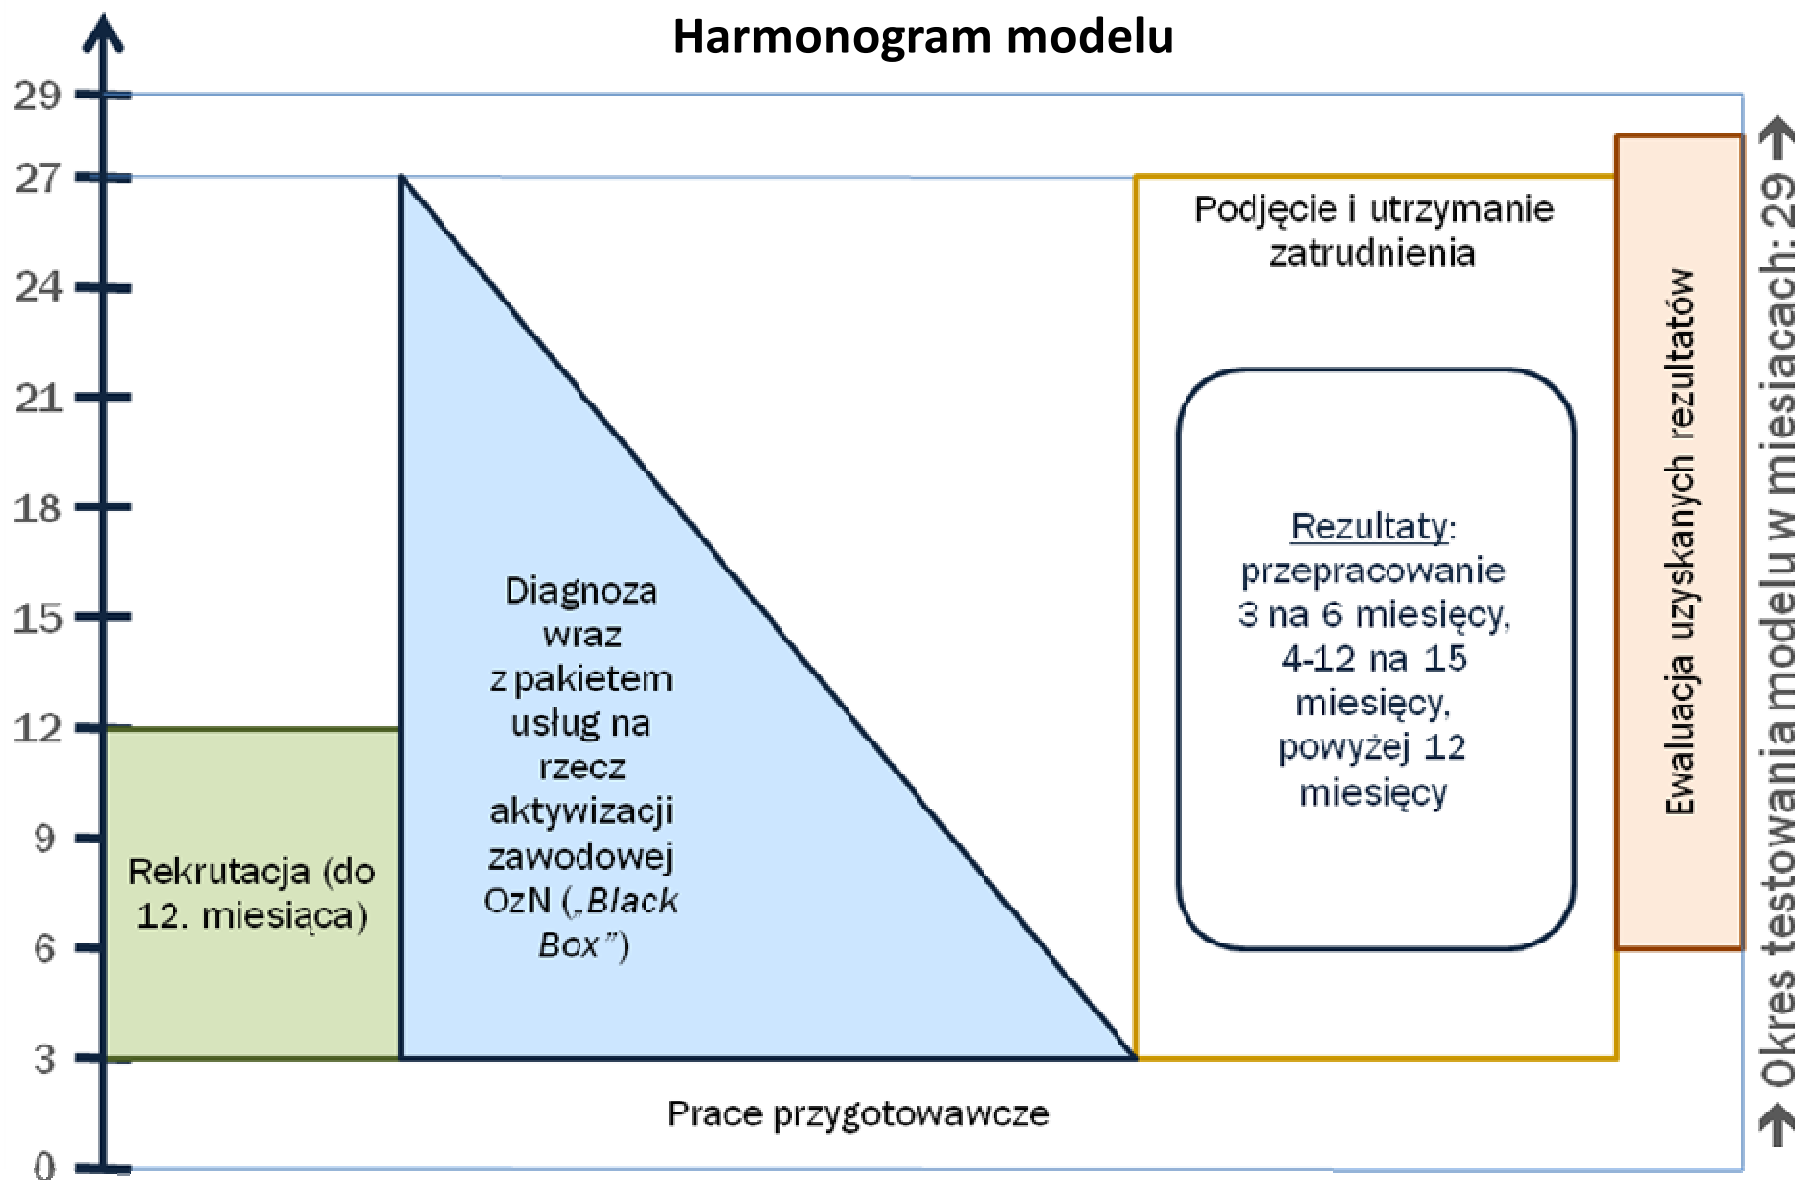 Harmonogram modelu
29
27
24
21
18
15
12
9
6
3
0
Rekrutacja (do
12. miesiąca)
Diagnoza
wraz
z pakietem
usług na
rzecz
aktywizacji
zawodowej
OzN („Black
Box”)
Prace przygotowawcze
Podjęcie i utrzymanie
zatrudnienia
Rezultaty:
przepracowanie
3 na 6 miesięcy,
4-12 na 15
miesięcy,
powyżej 12
miesięcy
Ewaluacja uzyskanych rezultatów
→ Okres testowania modelu w miesiącach: 29 →